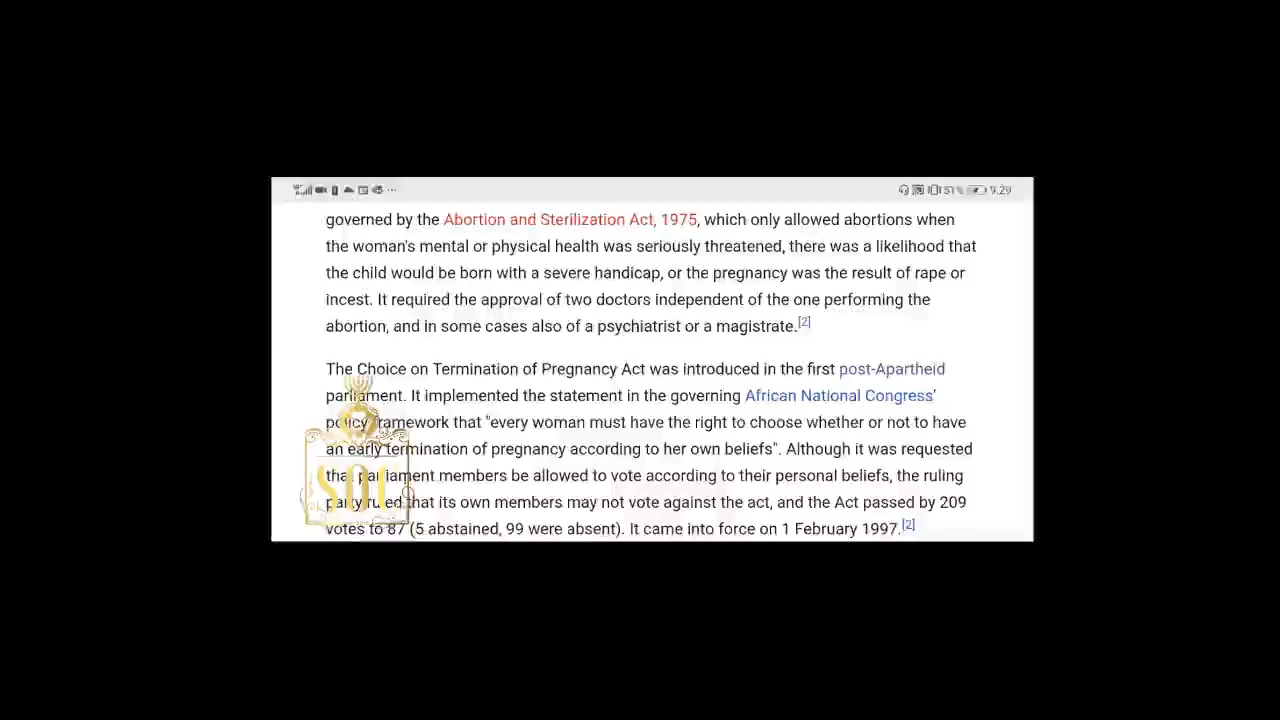 51% 9:29
governed by the Abortion and Sterilization Act, 1975, which only allowed abortions when
the woman's mental or physical health was seriously threatened, there was a likelihood that
the child would be born with a severe handicap, or the pregnancy was the result of rape or
incest. It required the approval of two doctors independent of the one performing the
abortion, and in some cases also of a psychiatrist or a magistrate.[2]
The Choice on Termination of Pregnancy Act was introduced in the first post-Apartheid
parliament. It implemented the statement in the governing African National Congress'
policy framework that "every woman must have the right to choose whether or not to have
an early termination of pregnancy according to her own beliefs". Although it was requested
that parliament members be allowed to vote according to their personal beliefs, the ruling
party ruled that its own members may not vote against the act, and the Act passed by 209
votes to 87 (5 abstained, 99 were absent). It came into force on 1 February 1997.[2]
SOL